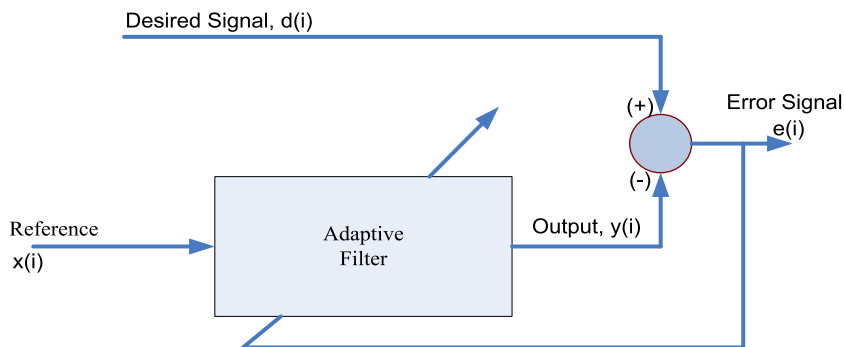 Desired Signal, d(i)
(+)
Error Signal
e(i)
(-)
Reference
x(i)
Adaptive
Filter
Output, y(i)